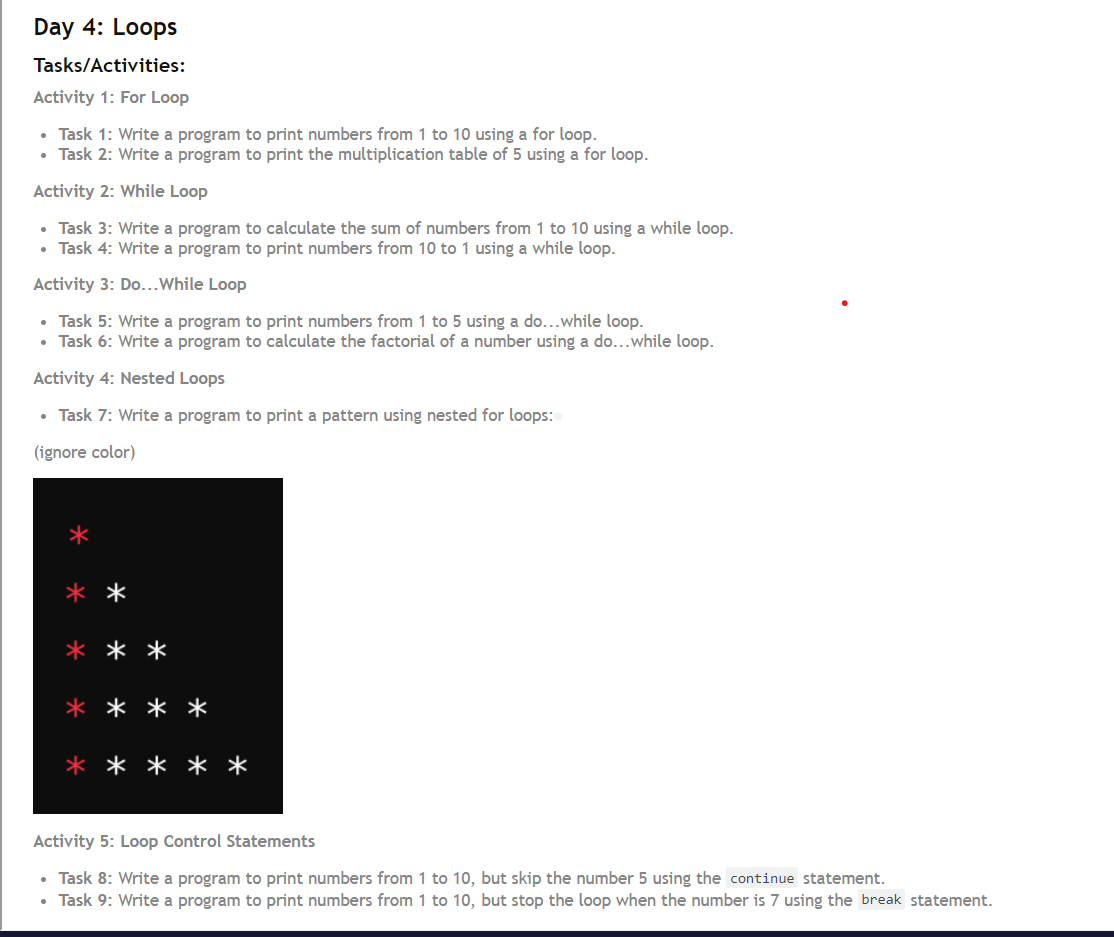 Day 4: Loops
Tasks/Activities:
Activity 1: For Loop
• Task 1: Write a program to print numbers from 1 to 10 using a for loop.
• Task 2: Write a program to print the multiplication table of 5 using a for loop.
Activity 2: While Loop
• Task 3: Write a program to calculate the sum of numbers from 1 to 10 using a while loop.
• Task 4: Write a program to print numbers from 10 to 1 using a while loop.
Activity 3: Do...While Loop
• Task 5: Write a program to print numbers from 1 to 5 using a do...while loop.
• Task 6: Write a program to calculate the factorial of a number using a do...while loop.
Activity 4: Nested Loops
• Task 7: Write a program to print a pattern using nested for loops:
(ignore color)
*
* *
* * *
* * * *
* * * * *
Activity 5: Loop Control Statements
• Task 8: Write a program to print numbers from 1 to 10, but skip the number 5 using the continue statement.
• Task 9: Write a program to print numbers from 1 to 10, but stop the loop when the number is 7 using the break statement.